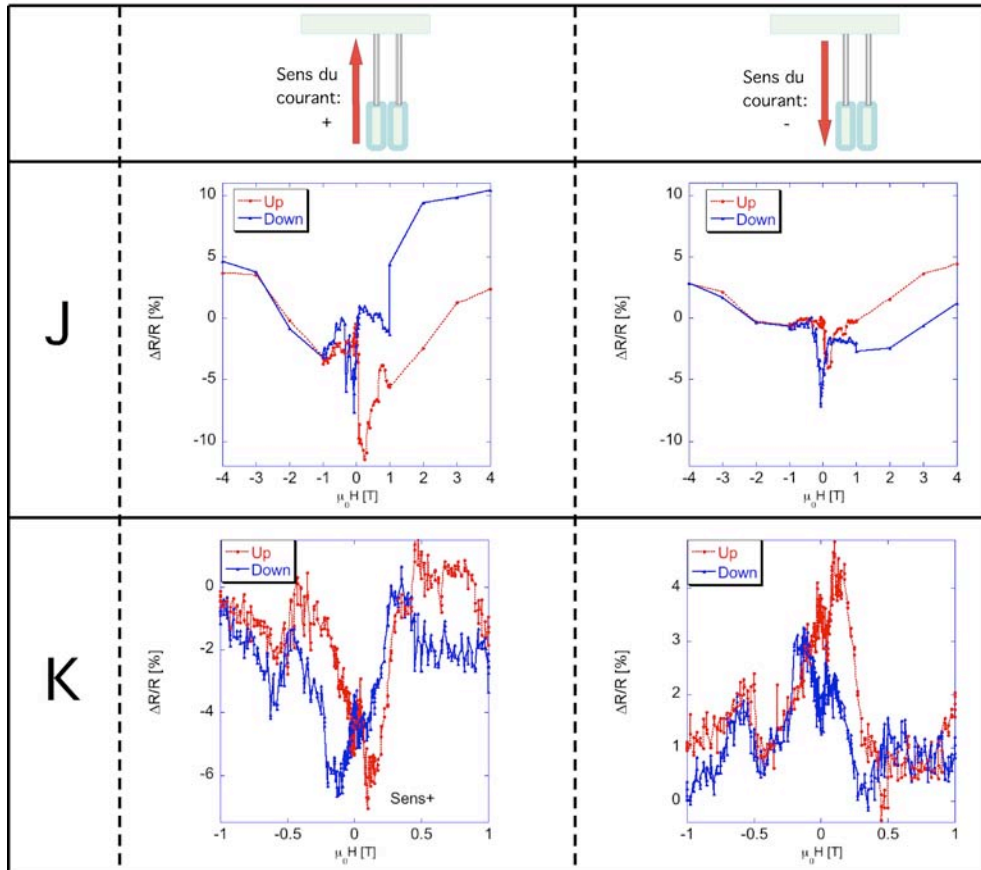 Sens du
courant:
+
Sens du
courant:
-
J
Up
Down
ΔR/R [%]
10
5
0
-5
-10
-4 -3 -2 -1 0 1 2 3 4
μ₀H [T]
Up
Down
ΔR/R [%]
10
5
0
-5
-10
-4 -3 -2 -1 0 1 2 3 4
μ₀H [T]
K
Up
Down
ΔR/R [%]
0
-2
-4
-6
Sens+
-1 -0.5 0 0.5 1
μ₀H [T]
Up
Down
ΔR/R [%]
4
3
2
1
0
-1 -0.5 0 0.5 1
μ₀H [T]